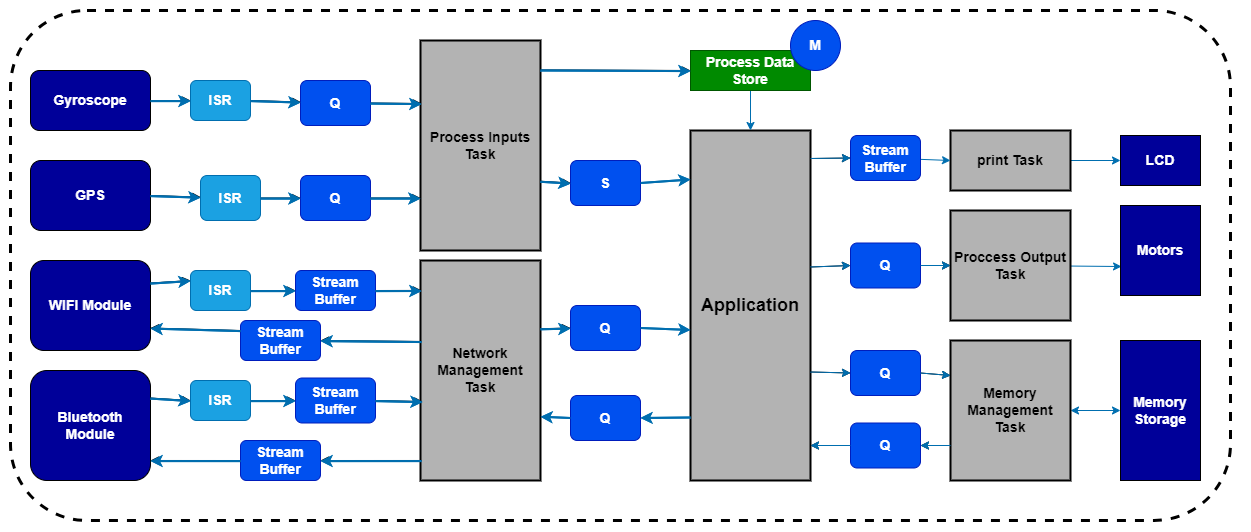 M
Process Data
Store
Gyroscope
ISR
Q
Process Inputs
Task
Stream
Buffer
print Task
LCD
GPS
ISR
Q
S
Motors
Q
Proccess Output
Task
WIFI Module
ISR
Stream
Buffer
Stream
Buffer
Network
Management
Task
Q
Application
Q
Memory
Management
Task
Memory
Storage
Bluetooth
Module
ISR
Stream
Buffer
Stream
Buffer
Q
Q